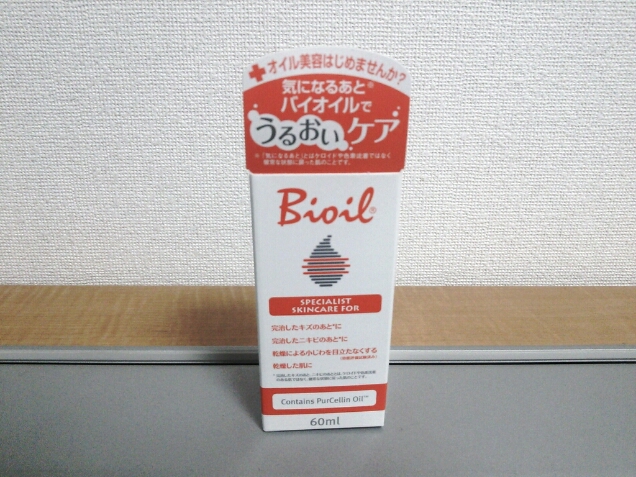 オイル美容はじめませんか?
気になるあと※
バイオイルで
うるおいケア
Bioil®
SPECIALIST
SKINCARE FOR
完治したキズのあと*に
完治したニキビのあと*に
乾燥による小じわを目立たなくする
乾燥した肌に
Contains PurCellin Oil™
60ml